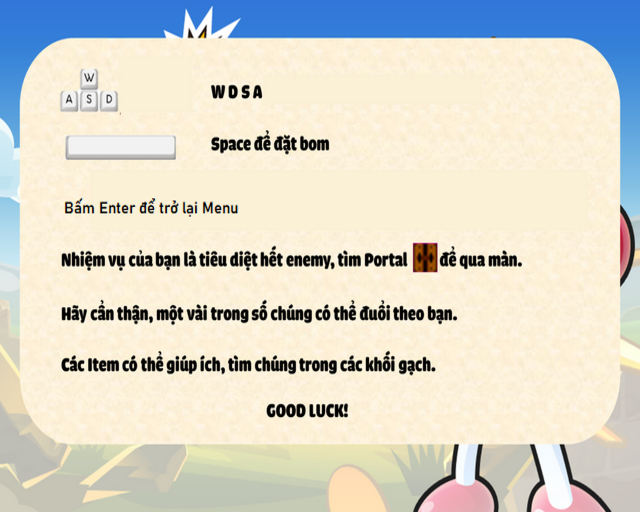 W
A S D
W D S A
Space để đặt bom
Bấm Enter để trở lại Menu
Nhiệm vụ của bạn là tiêu diệt hết enemy, tìm Portal để qua màn.
Hãy cẩn thận, một vài trong số chúng có thể đuổi theo bạn.
Các Item có thể giúp ích, tìm chúng trong các khối gạch.
GOOD LUCK!